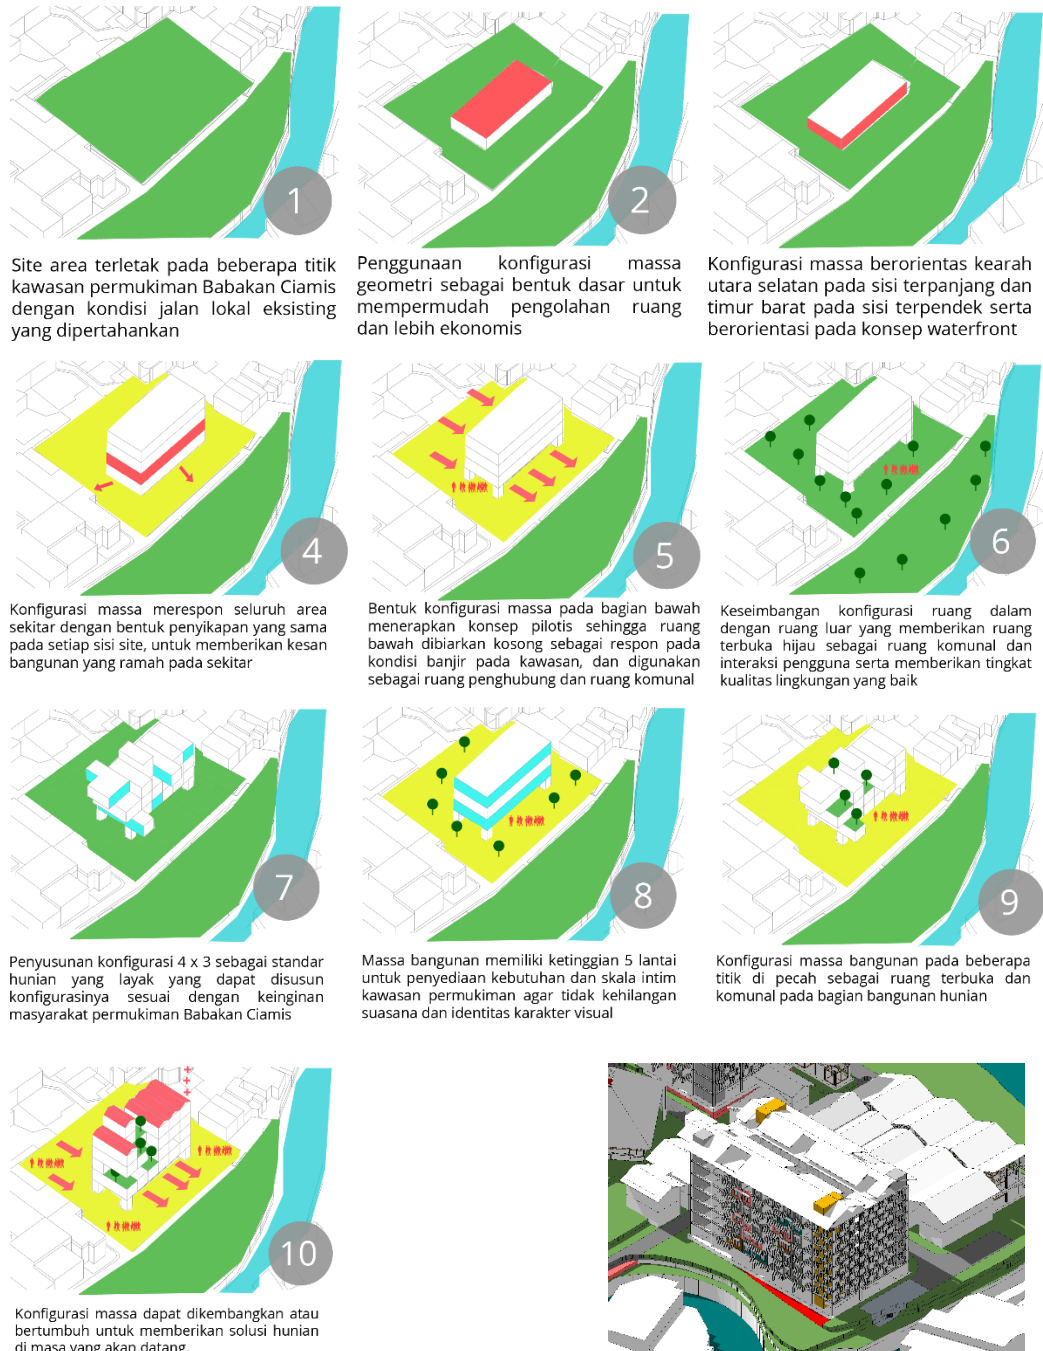 1
Site area terletak pada beberapa titik
kawasan permukiman Babakan Ciamis
dengan kondisi jalan lokal eksisting
yang dipertahankan
2
Penggunaan konfigurasi massa
geometri sebagai bentuk dasar untuk
mempermudah pengolahan ruang
dan lebih ekonomis
Konfigurasi massa berorientas kearah
utara selatan pada sisi terpanjang dan
timur barat pada sisi terpendek serta
berorientasi pada konsep waterfront
4
Konfigurasi massa merespon seluruh area
sekitar dengan bentuk penyikapan yang sama
pada setiap sisi site, untuk memberikan kesan
bangunan yang ramah pada sekitar
5
Bentuk konfigurasi massa pada bagian bawah
menerapkan konsep pilotis sehingga ruang
bawah dibiarkan kosong sebagai respon pada
kondisi banjir pada kawasan, dan digunakan
sebagai ruang penghubung dan ruang komunal
6
Keseimbangan konfigurasi ruang dalam
dengan ruang luar yang memberikan ruang
terbuka hijau sebagai ruang komunal dan
interaksi pengguna serta memberikan tingkat
kualitas lingkungan yang baik
7
Penyusunan konfigurasi 4 x 3 sebagai standar
hunian yang layak yang dapat disusun
konfigurasinya sesuai dengan keinginan
masyarakat permukiman Babakan Ciamis
8
Massa bangunan memiliki ketinggian 5 lantai
untuk penyediaan kebutuhan dan skala intim
kawasan permukiman agar tidak kehilangan
suasana dan identitas karakter visual
9
Konfigurasi massa bangunan pada beberapa
titik di pecah sebagai ruang terbuka dan
komunal pada bagian bangunan hunian
10
Konfigurasi massa dapat dikembangkan atau
bertumbuh untuk memberikan solusi hunian
di masa yang akan datang.